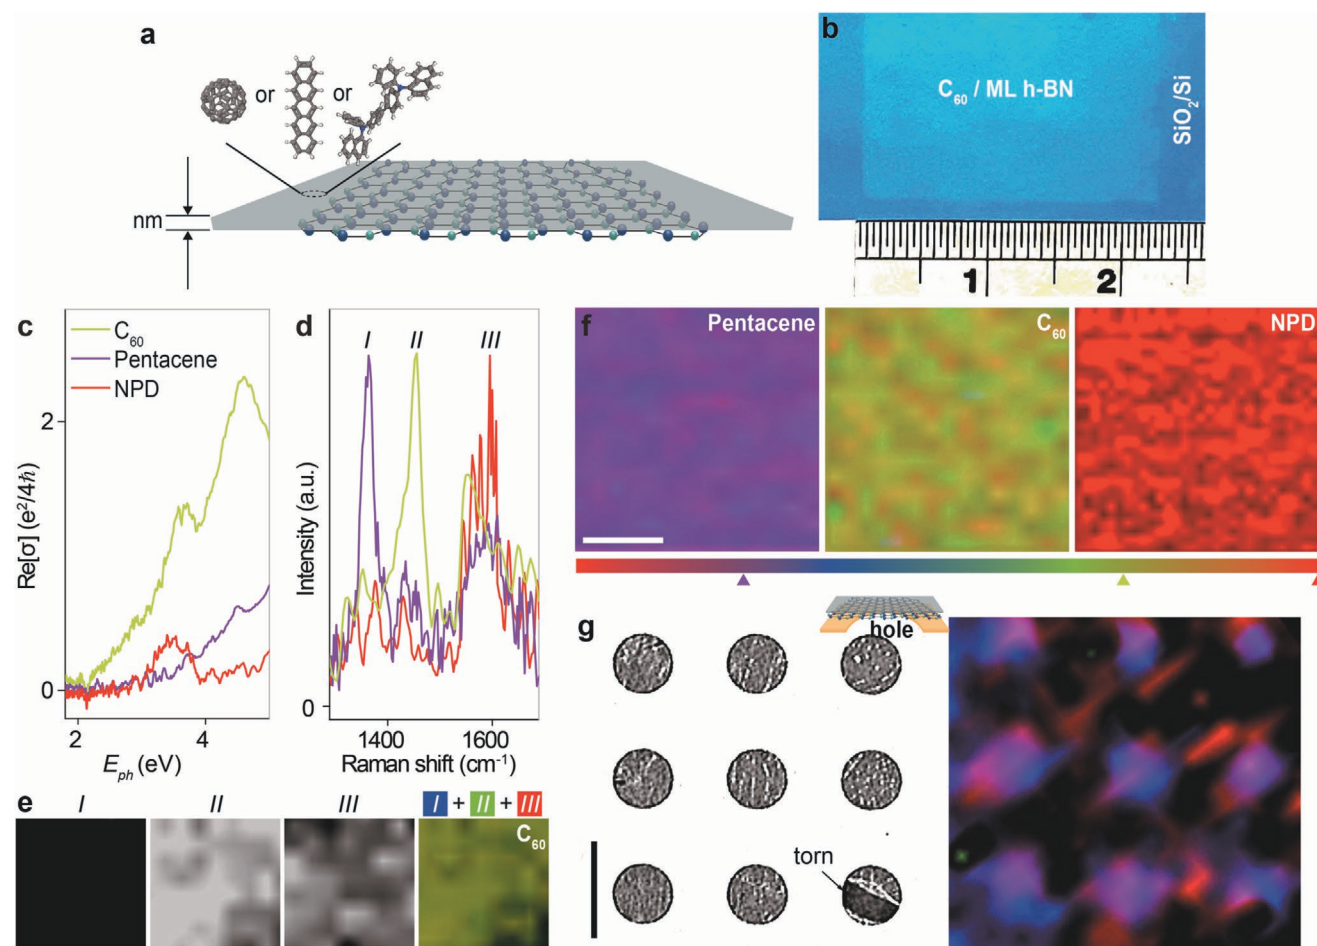 a
or
or
nm
b
C₆₀ / ML h-BN
SiO₂/Si
1
2
c
C₆₀
Pentacene
NPD
2
0
Re[σ] (e²/4ℏ)
2
4
E_ph (eV)
d
I
II
III
Intensity (a.u.)
0
1400
1600
Raman shift (cm⁻¹)
e
I
II
III
I + II + III
C₆₀
f
Pentacene
C₆₀
NPD
g
hole
torn